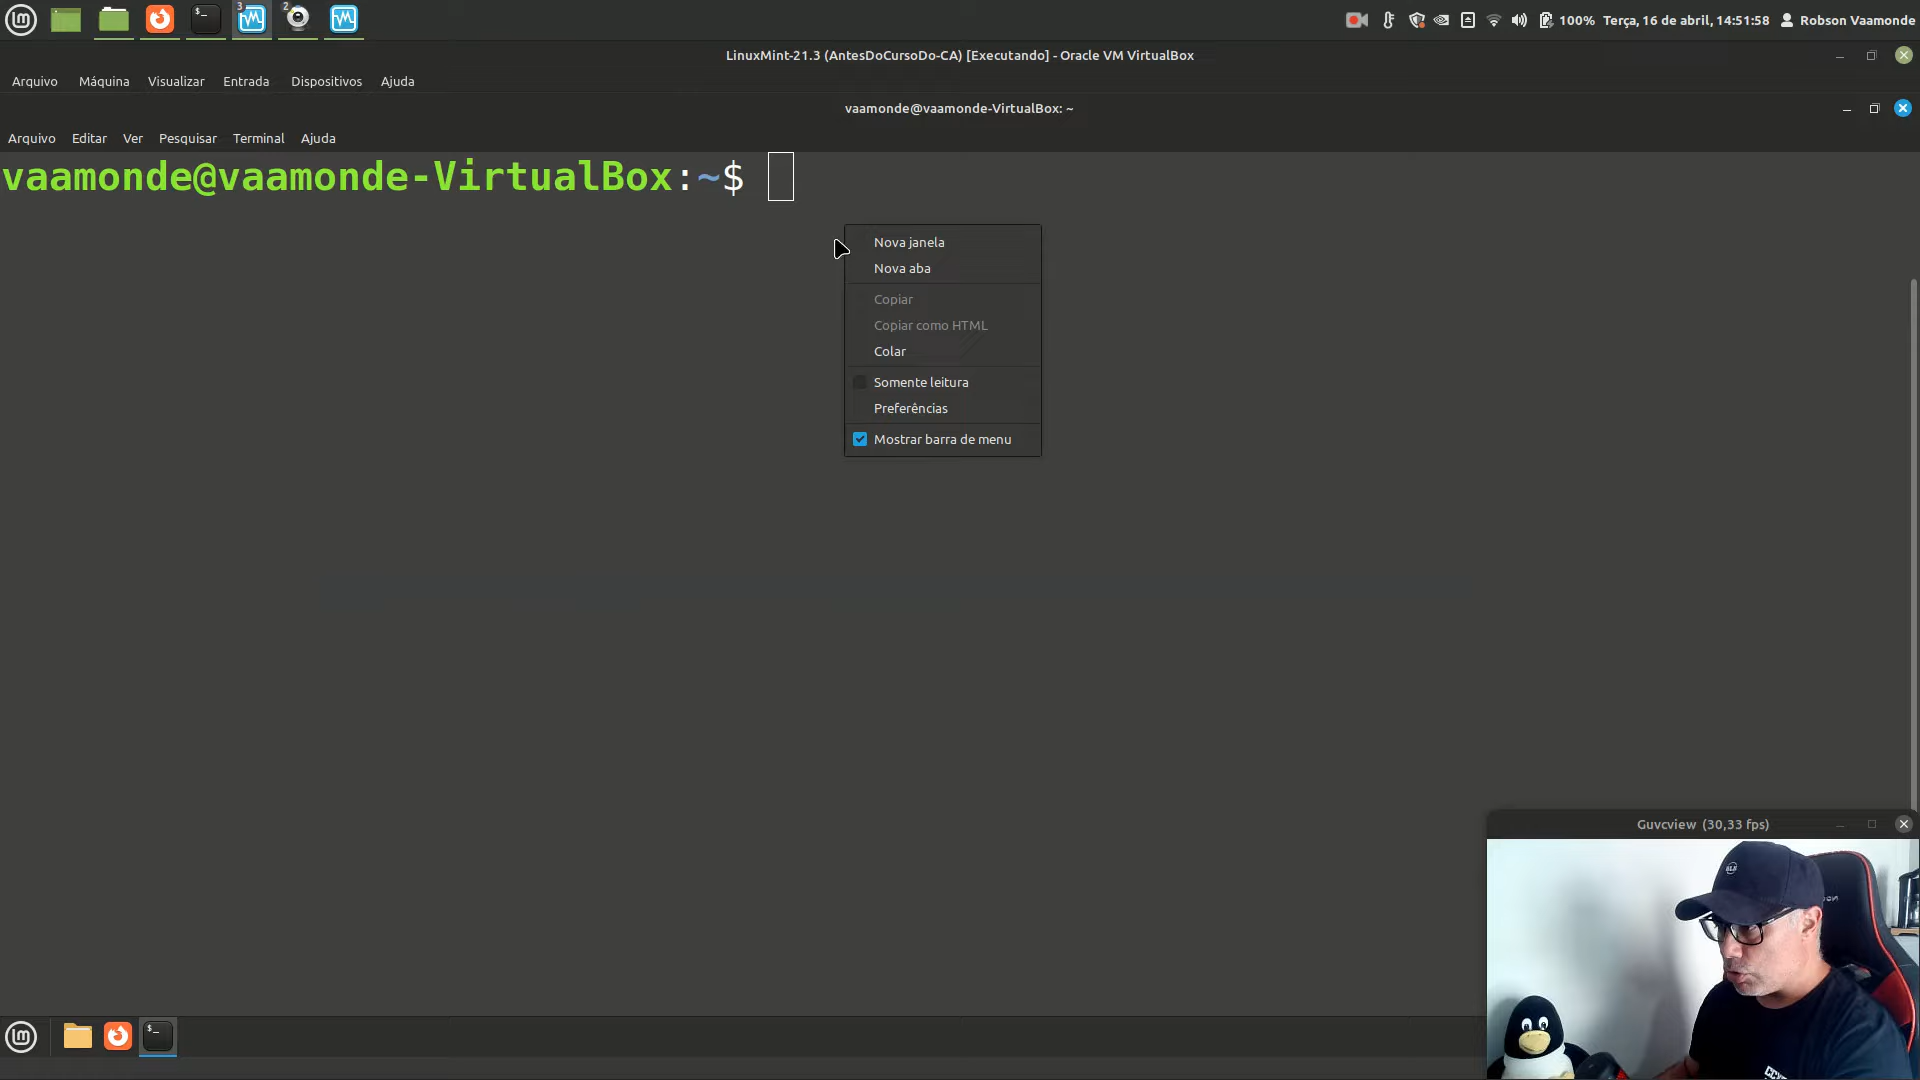 3
2
100% Terça, 16 de abril, 14:51:58 Robson Vaamonde
LinuxMint-21.3 (AntesDoCursoDo-CA) [Executando] - Oracle VM VirtualBox
Arquivo Máquina Visualizar Entrada Dispositivos Ajuda
vaamonde@vaamonde-VirtualBox: ~
Arquivo Editar Ver Pesquisar Terminal Ajuda
vaamonde@vaamonde-VirtualBox:~$
Nova janela
Nova aba
Copiar
Copiar como HTML
Colar
Somente leitura
Preferências
Mostrar barra de menu
Guvcview (30,33 fps)